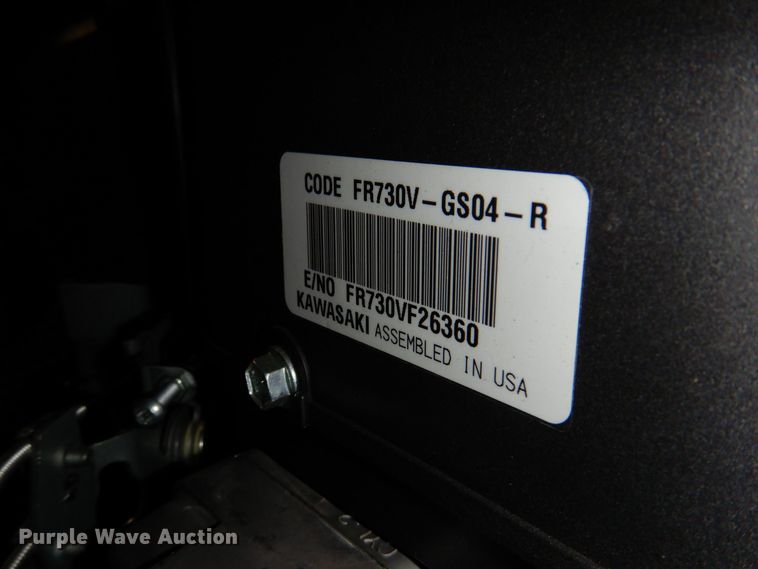 CODE FR730V-GS04-R
E/NO FR730VF26360
KAWASAKI ASSEMBLED IN USA
Purple Wave Auction